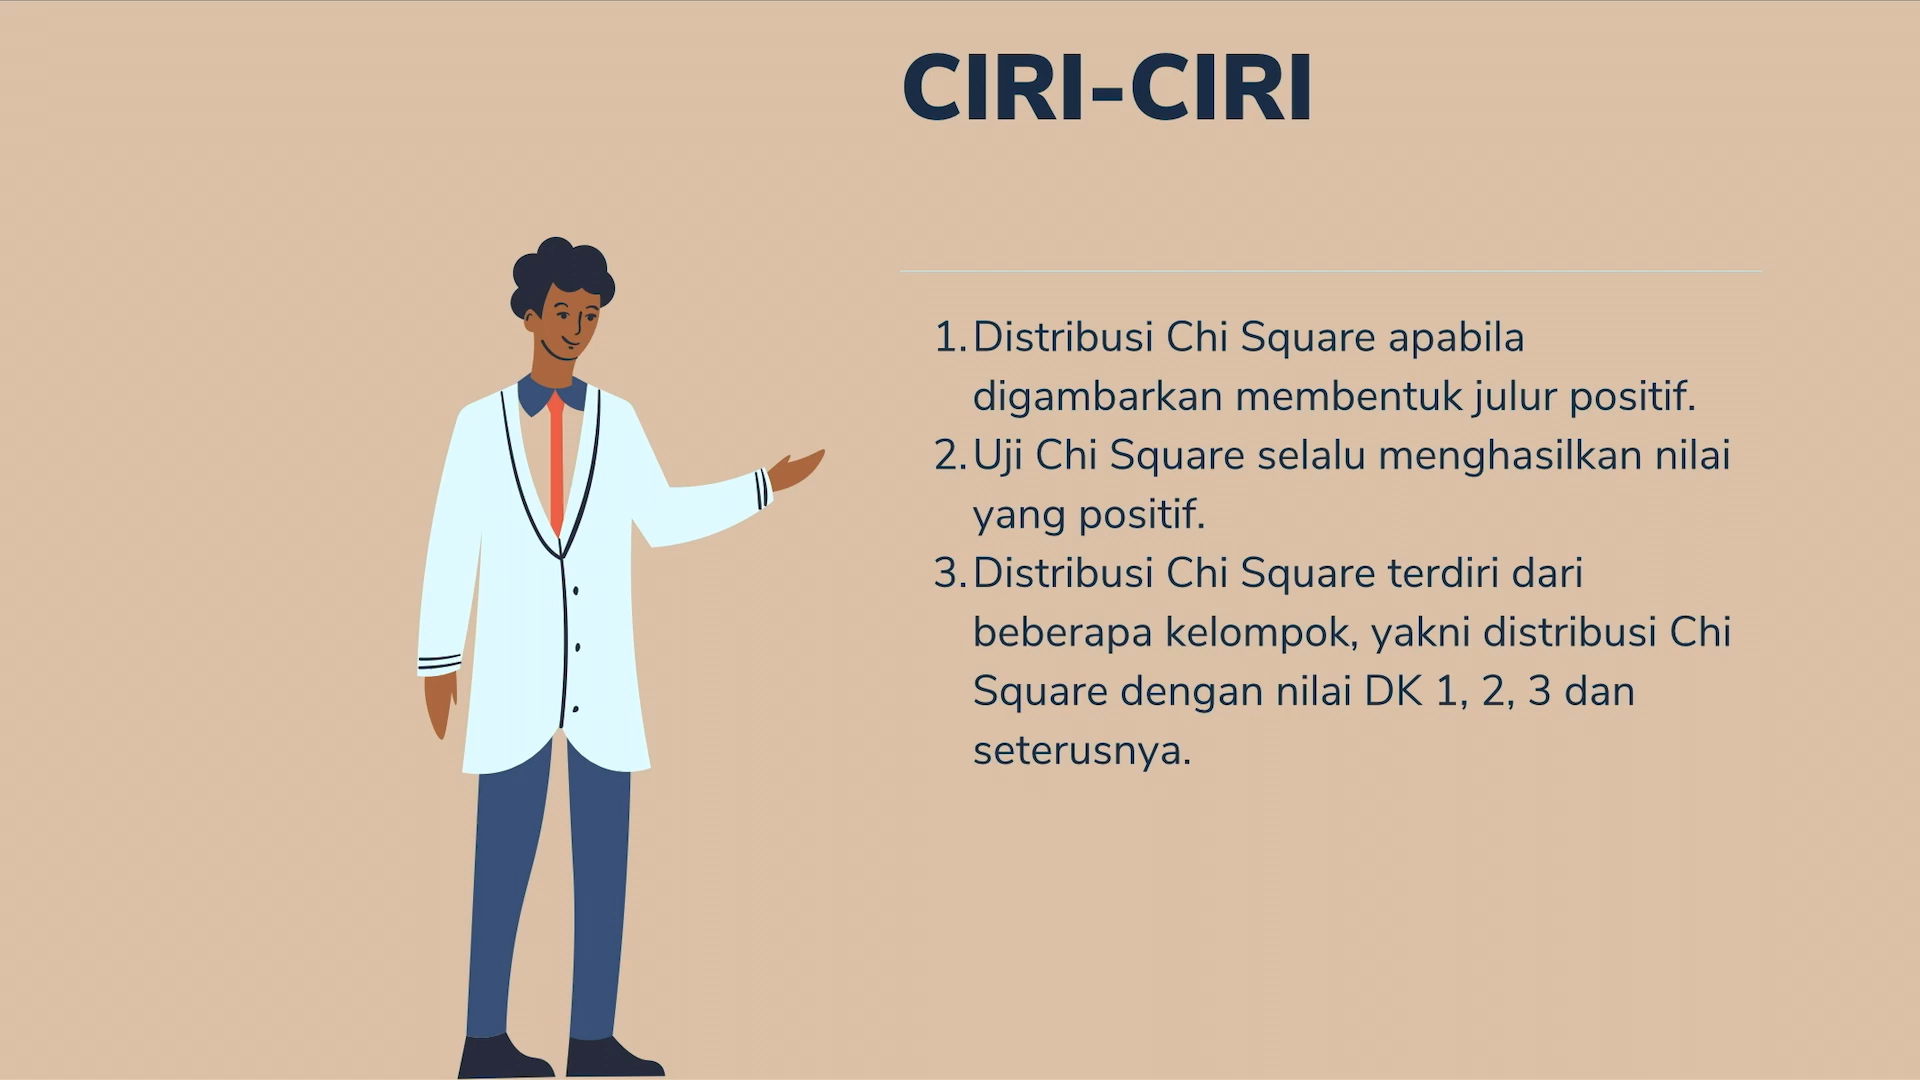 CIRI-CIRI
1. Distribusi Chi Square apabila
digambarkan membentuk julur positif.
2. Uji Chi Square selalu menghasilkan nilai
yang positif.
3. Distribusi Chi Square terdiri dari
beberapa kelompok, yakni distribusi Chi
Square dengan nilai DK 1, 2, 3 dan
seterusnya.